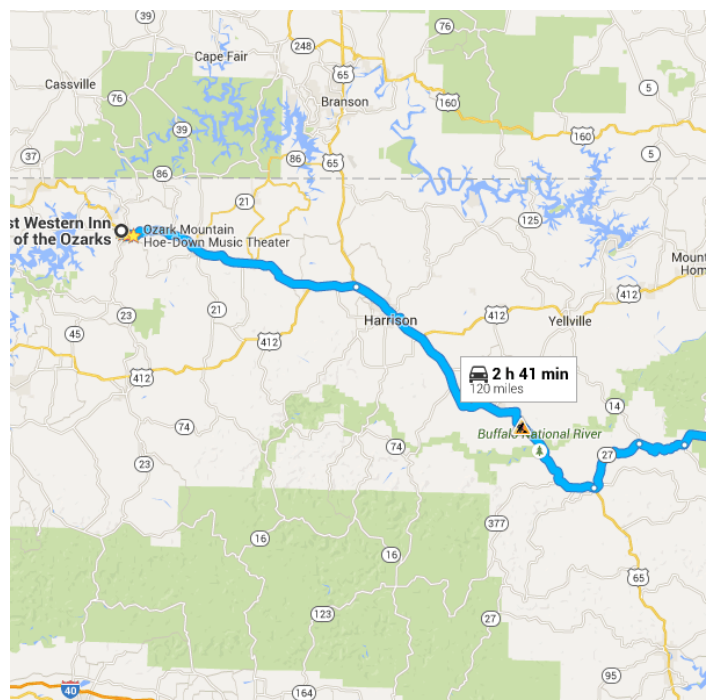 39
248
76
Cape Fair
Cassville
65
5
76
39
Branson
160
37
86
65
160
86
5
21
st Western Inn
of the Ozarks
Ozark Mountain
Hoe-Down Music Theater
125
Mount
Hom
412
23
21
Harrison
412
Yellville
45
412
412
2 h 41 min
120 miles
14
74
Buffalo National River
74
27
23
377
16
16
65
123
27
95
40
164